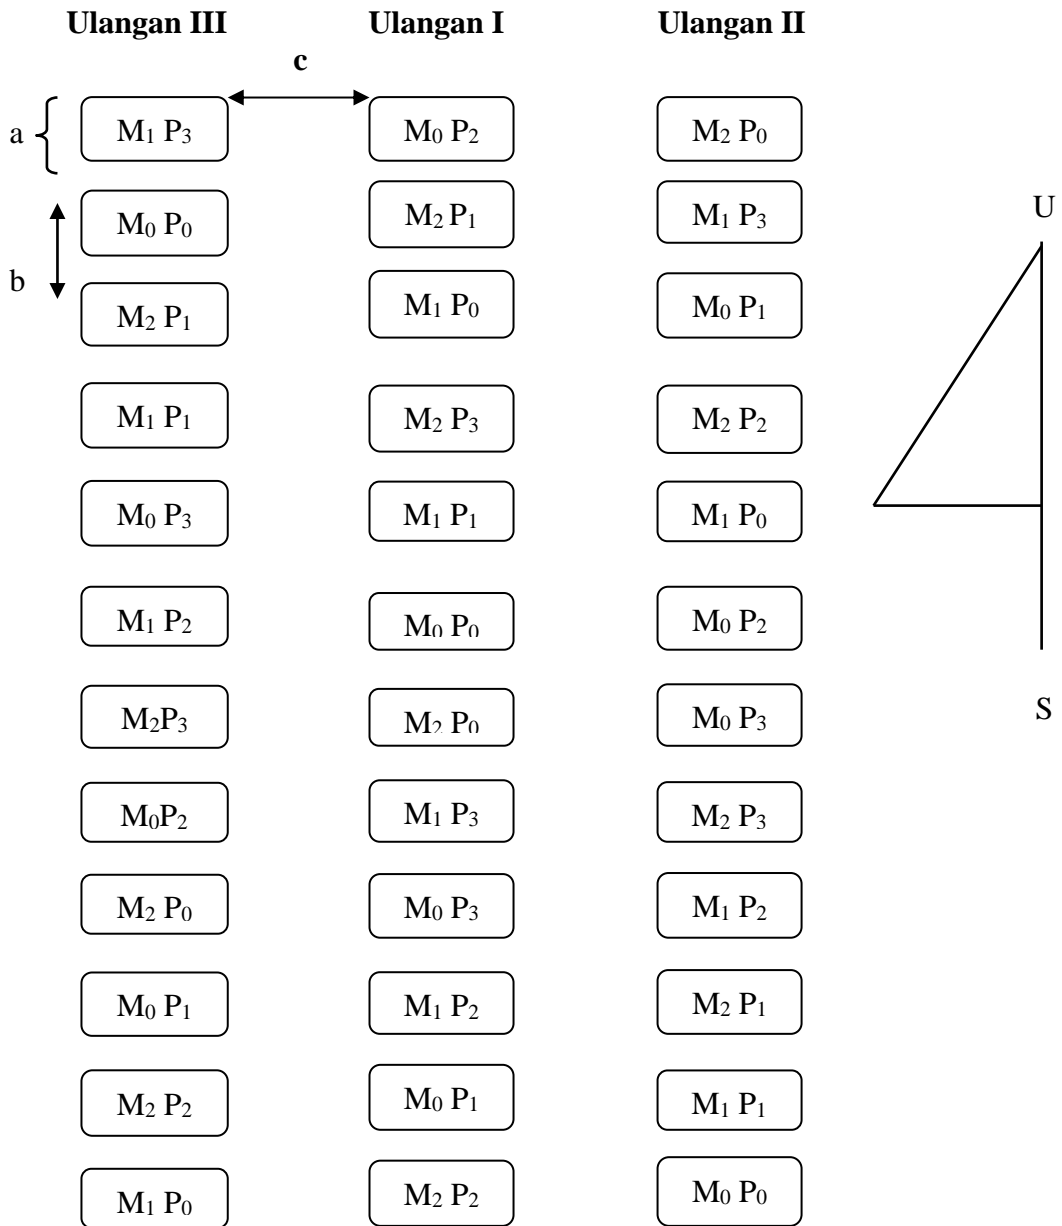 Ulangan III Ulangan I Ulangan II
c
a M₁ P₃ M₀ P₂ M₂ P₀
M₀ P₀ M₂ P₁ M₁ P₃ U
b M₂ P₁ M₁ P₀ M₀ P₁
M₁ P₁ M₂ P₃ M₂ P₂
M₀ P₃ M₁ P₁ M₁ P₀
M₁ P₂ M₀ P₀ M₀ P₂
M₂P₃ M₂ P₀ M₀ P₃ S
M₀P₂ M₁ P₃ M₂ P₃
M₂ P₀ M₀ P₃ M₁ P₂
M₀ P₁ M₁ P₂ M₂ P₁
M₂ P₂ M₀ P₁ M₁ P₁
M₁ P₀ M₂ P₂ M₀ P₀